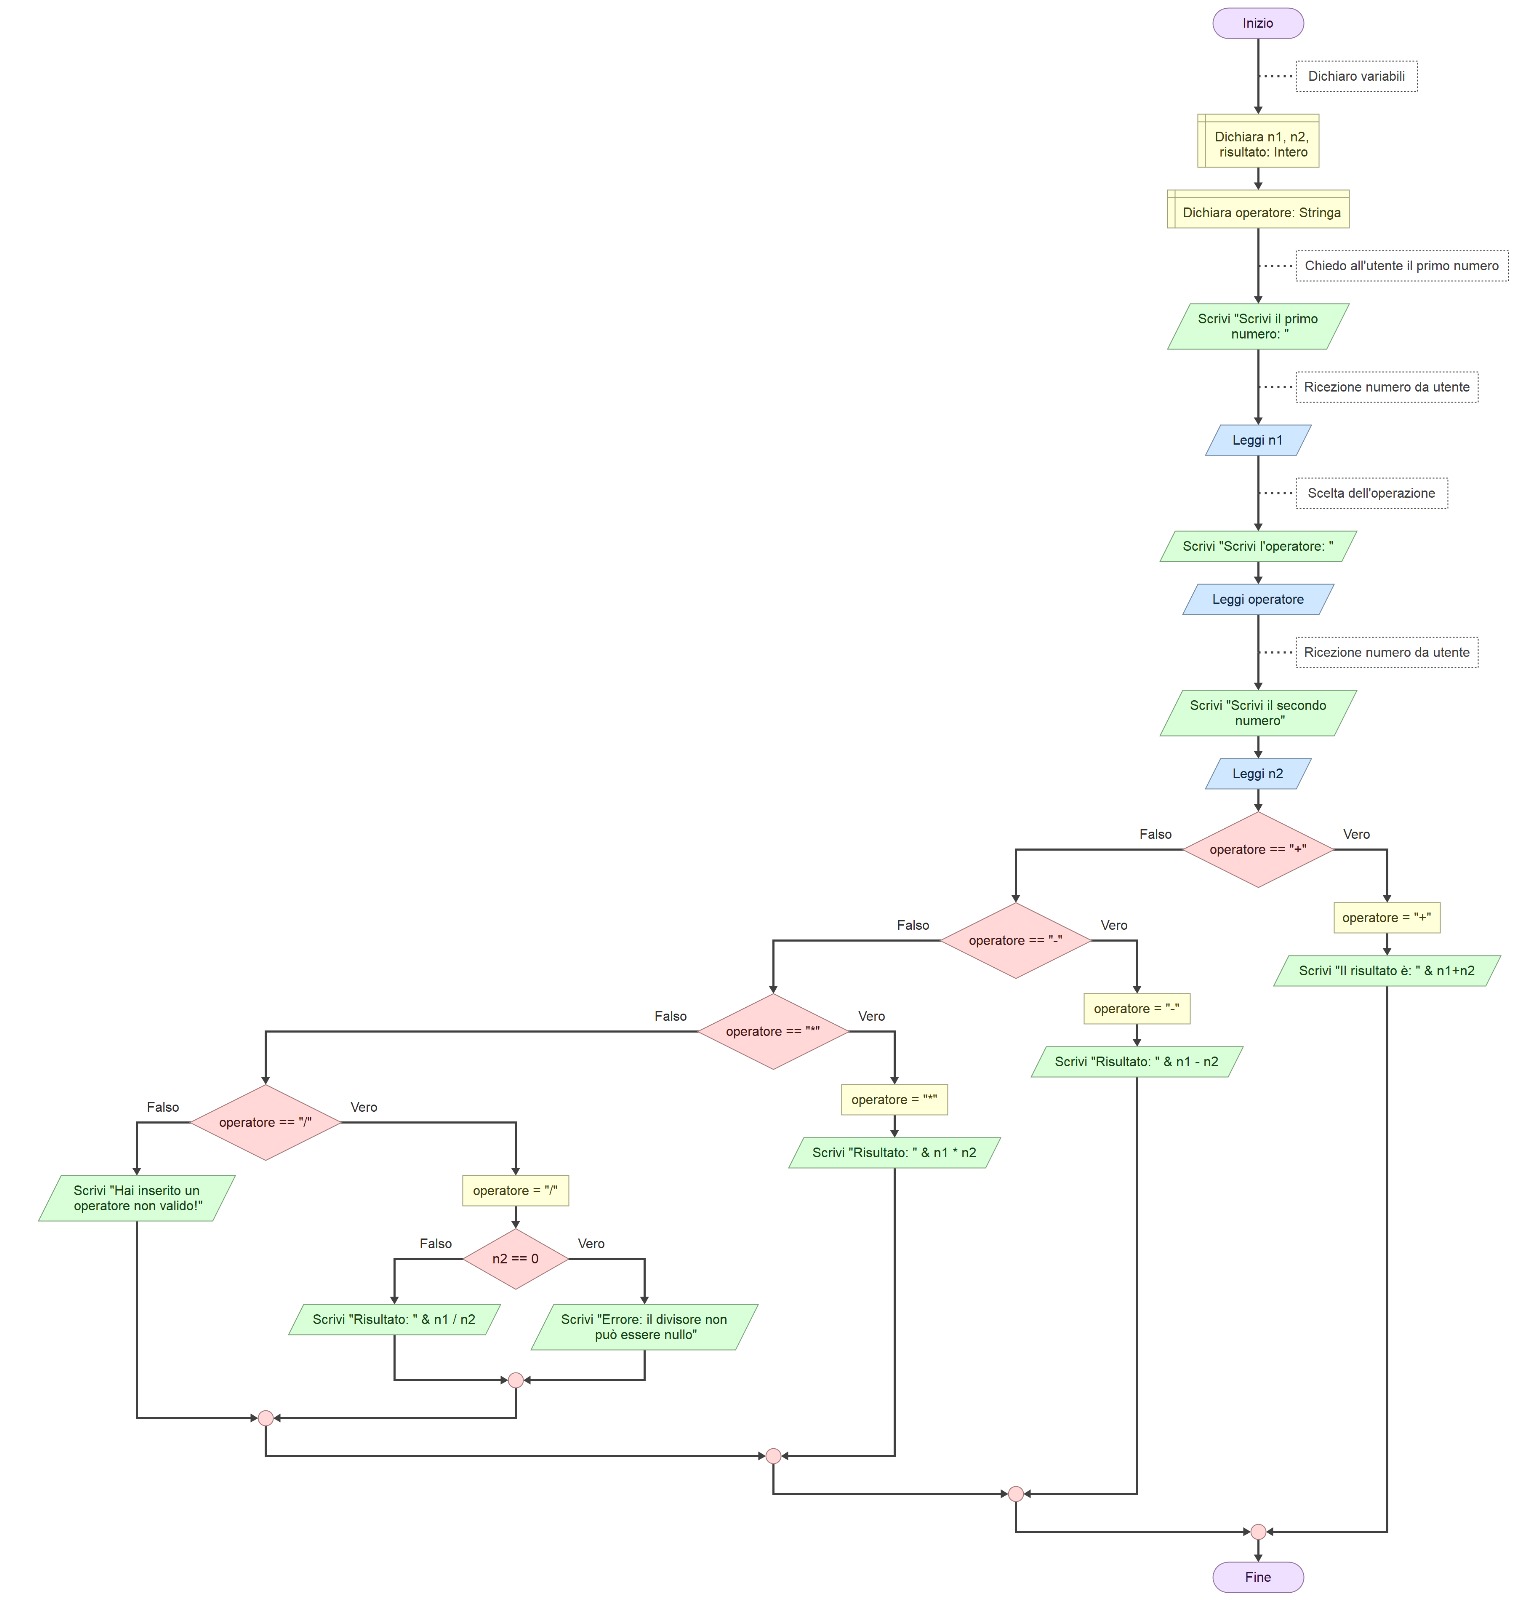 Inizio
Dichiaro variabili
Dichiara n1, n2,
risultato: Intero
Dichiara operatore: Stringa
Chiedo all'utente il primo numero
Scrivi "Scrivi il primo
numero: "
Ricezione numero da utente
Leggi n1
Scelta dell'operazione
Scrivi "Scrivi l'operatore: "
Leggi operatore
Ricezione numero da utente
Scrivi "Scrivi il secondo
numero"
Leggi n2
Falso
Vero
operatore == "+"
operatore = "+"
Scrivi "Il risultato è: " & n1+n2
Falso
Vero
operatore == "-"
operatore = "-"
Scrivi "Risultato: " & n1 - n2
Falso
Vero
operatore == "*"
operatore = "*"
Scrivi "Risultato: " & n1 * n2
Falso
Vero
operatore == "/"
Scrivi "Hai inserito un
operatore non valido!"
operatore = "/"
Falso
Vero
n2 == 0
Scrivi "Risultato: " & n1 / n2
Scrivi "Errore: il divisore non
può essere nullo"
Fine